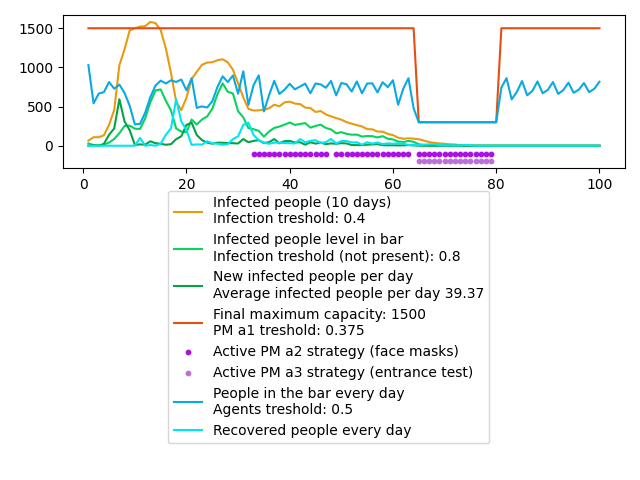 1500
1000
500
0
0
20
40
60
80
100
Infected people (10 days)
Infection treshold: 0.4
Infected people level in bar
Infection treshold (not present): 0.8
New infected people per day
Average infected people per day 39.37
Final maximum capacity: 1500
PM a1 treshold: 0.375
Active PM a2 strategy (face masks)
Active PM a3 strategy (entrance test)
People in the bar every day
Agents treshold: 0.5
Recovered people every day